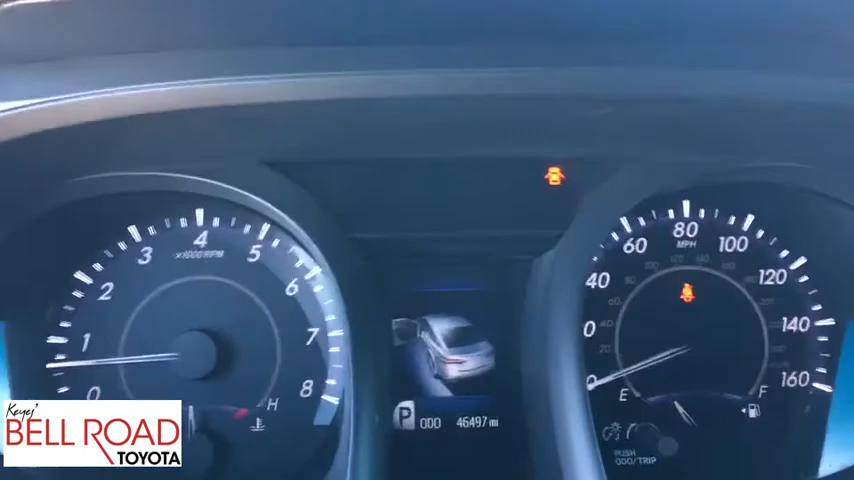 0 1 2 3 4 5 6 7 8
×1000r/min
H
P
ODO 46497 mi
0 20 40 60 80 100 120 140 160
MPH
E F
PUSH
ODO/TRIP
Keyes'
BELL ROAD
TOYOTA